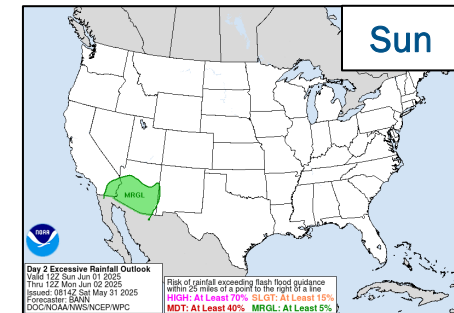 Sun
MRGL
NOAA
Day 2 Excessive Rainfall Outlook
Valid 12Z Sun Jun 01 2025
Thru 12Z Mon Jun 02 2025
Issued: 0814Z Sat May 31 2025
Forecaster: BANN
DOC/NOAA/NWS/NCEP/WPC
Risk of rainfall exceeding flash flood guidance
within 25 miles of a point to the right of a line
HIGH: At Least 70% SLGT: At Least 15%
MDT: At Least 40% MRGL: At Least 5%